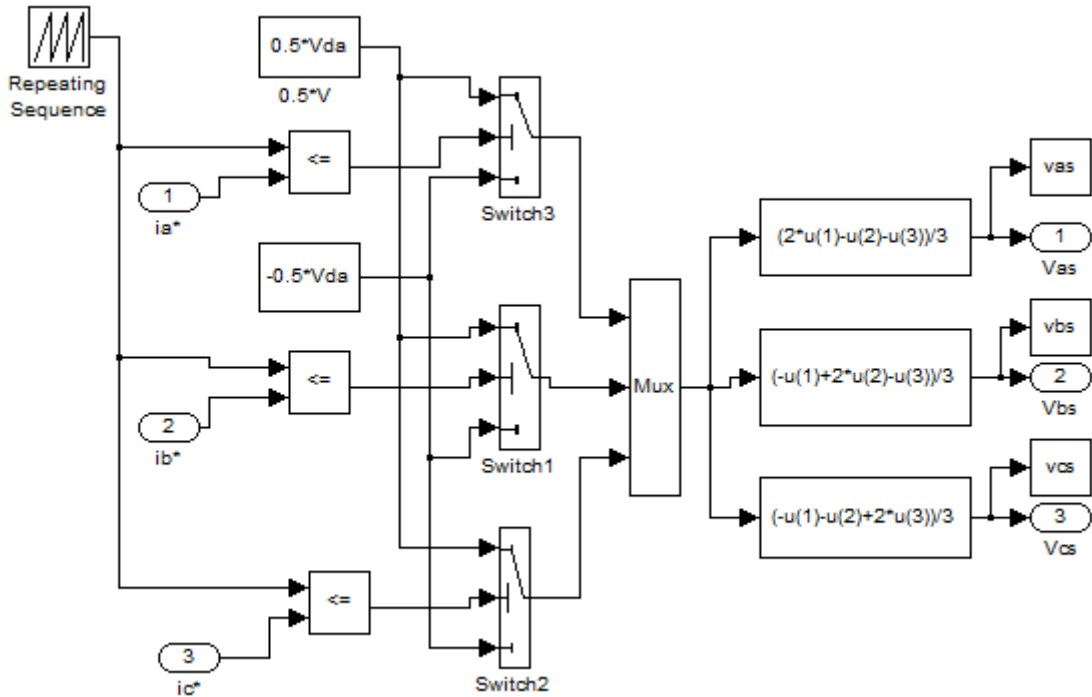 Repeating
Sequence
0.5*Vda
0.5*V
<=
1
ia*
Switch3
-0.5*Vda
<=
2
ib*
Switch1
<=
3
ic*
Switch2
Mux
(2*u(1)-u(2)-u(3))/3
vas
1
Vas
(-u(1)+2*u(2)-u(3))/3
vbs
2
Vbs
(-u(1)-u(2)+2*u(3))/3
vcs
3
Vcs